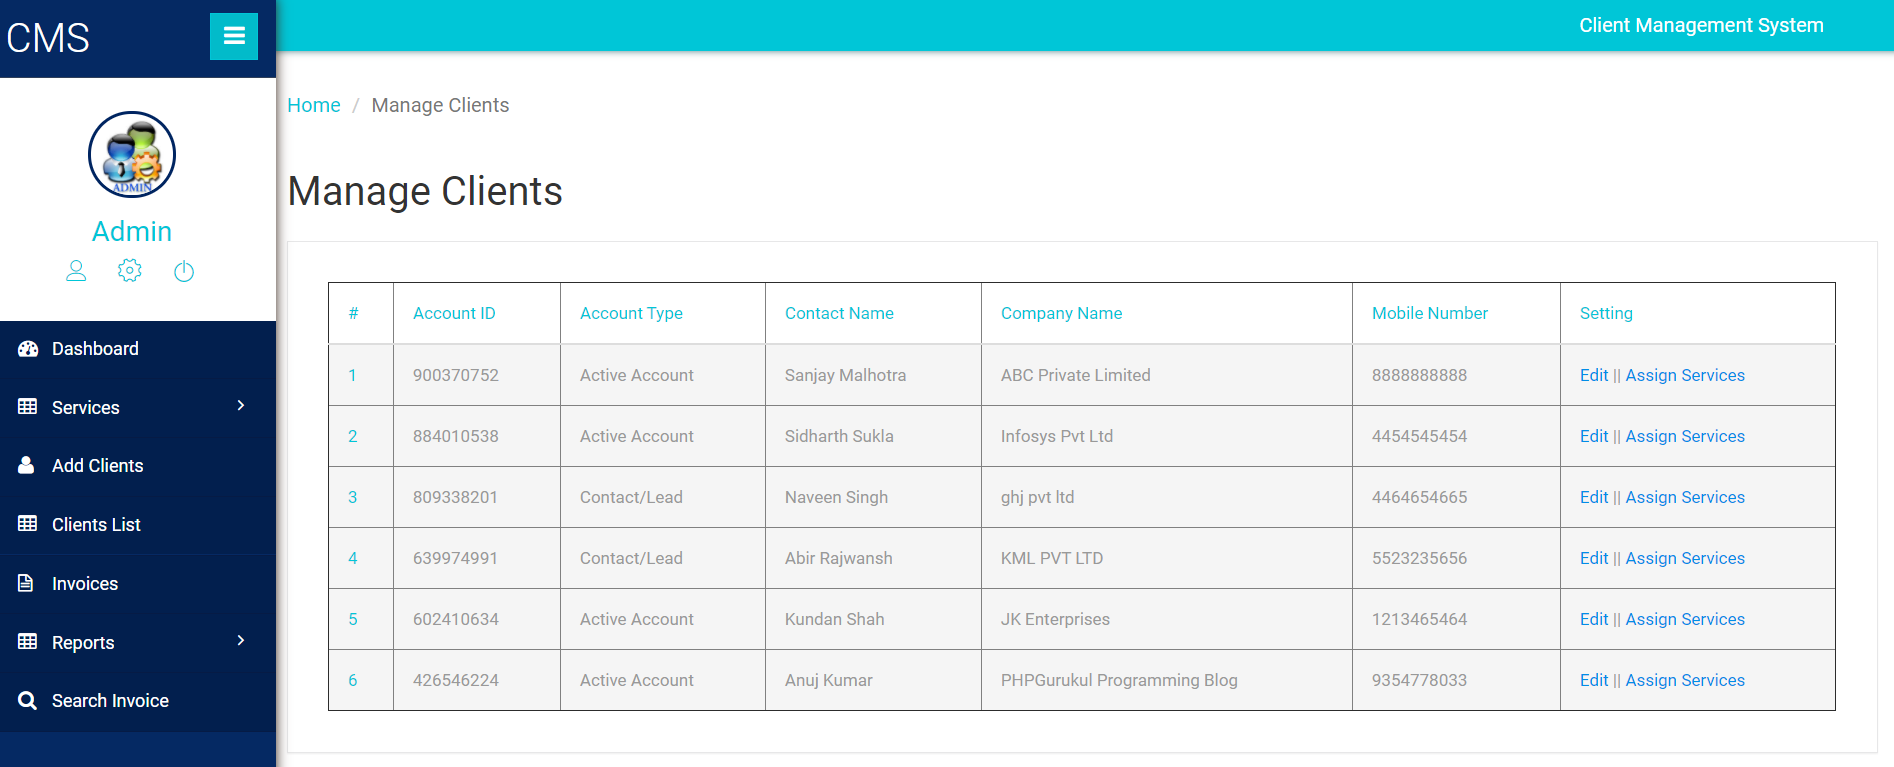 CMS
Client Management System
Home / Manage Clients
ADMIN
Admin
Manage Clients
Dashboard
Services
Add Clients
Clients List
Invoices
Reports
Search Invoice
# Account ID Account Type Contact Name Company Name Mobile Number Setting
1 900370752 Active Account Sanjay Malhotra ABC Private Limited 8888888888 Edit || Assign Services
2 884010538 Active Account Sidharth Sukla Infosys Pvt Ltd 4454545454 Edit || Assign Services
3 809338201 Contact/Lead Naveen Singh ghj pvt ltd 4464654665 Edit || Assign Services
4 639974991 Contact/Lead Abir Rajwansh KML PVT LTD 5523235656 Edit || Assign Services
5 602410634 Active Account Kundan Shah JK Enterprises 1213465464 Edit || Assign Services
6 426546224 Active Account Anuj Kumar PHPGurukul Programming Blog 9354778033 Edit || Assign Services